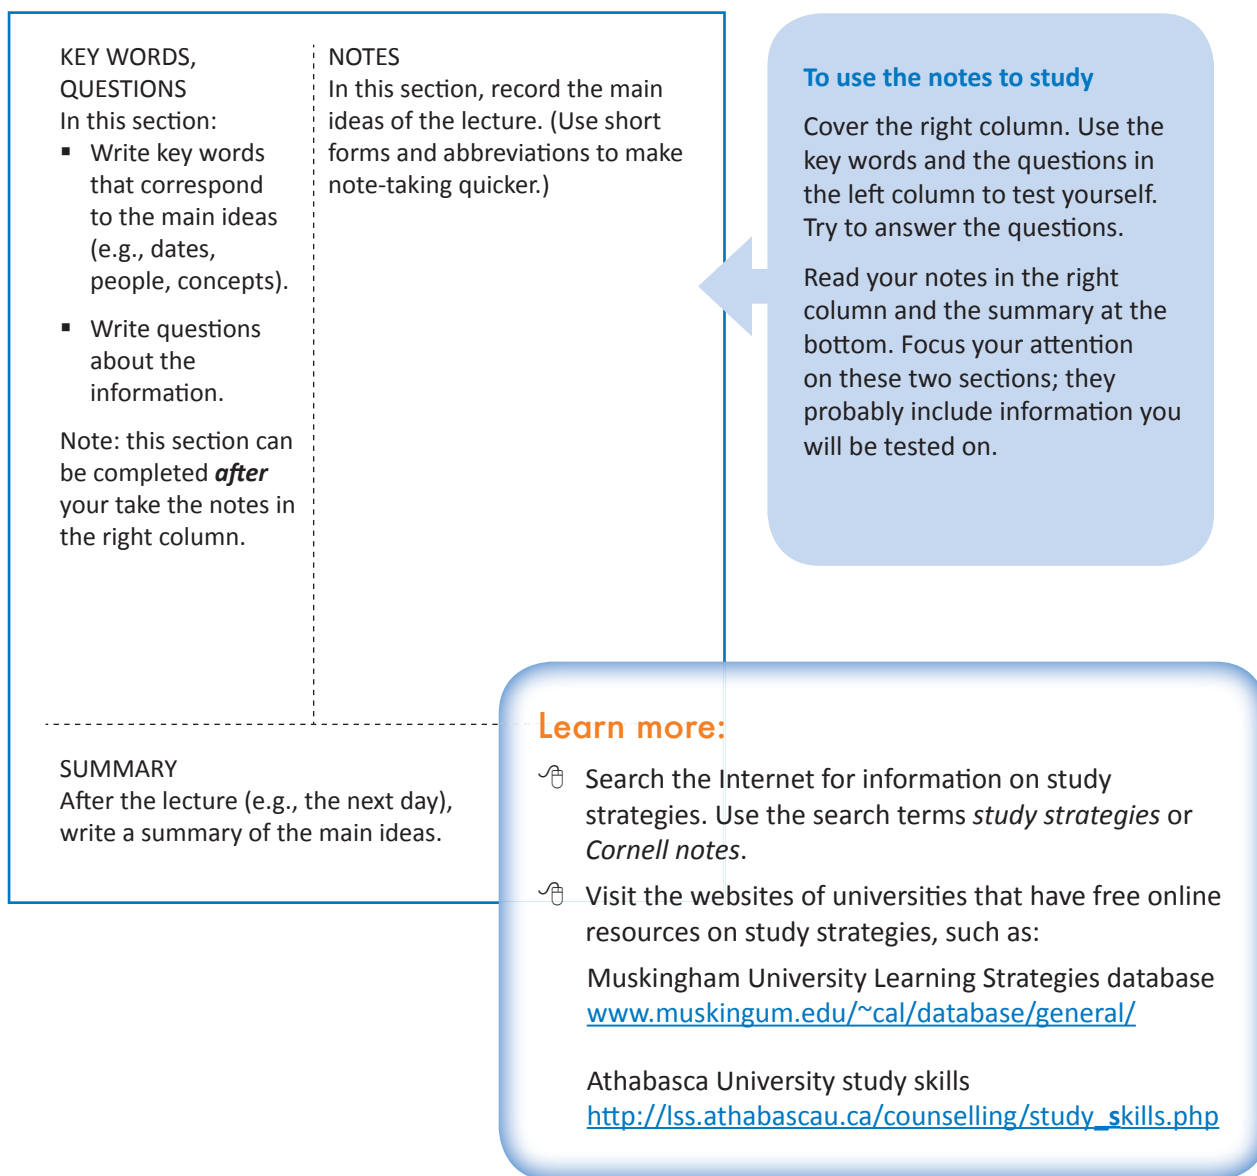 KEY WORDS,
QUESTIONS
In this section:
▪ Write key words
that correspond
to the main ideas
(e.g., dates,
people, concepts).
▪ Write questions
about the
information.
Note: this section can
be completed after
your take the notes in
the right column.
NOTES
In this section, record the main
ideas of the lecture. (Use short
forms and abbreviations to make
note-taking quicker.)
SUMMARY
After the lecture (e.g., the next day),
write a summary of the main ideas.
To use the notes to study
Cover the right column. Use the
key words and the questions in
the left column to test yourself.
Try to answer the questions.
Read your notes in the right
column and the summary at the
bottom. Focus your attention
on these two sections; they
probably include information you
will be tested on.
Learn more:
Search the Internet for information on study
strategies. Use the search terms study strategies or
Cornell notes.
Visit the websites of universities that have free online
resources on study strategies, such as:
Muskingham University Learning Strategies database
www.muskingum.edu/~cal/database/general/
Athabasca University study skills
http://lss.athabascau.ca/counselling/study_skills.php